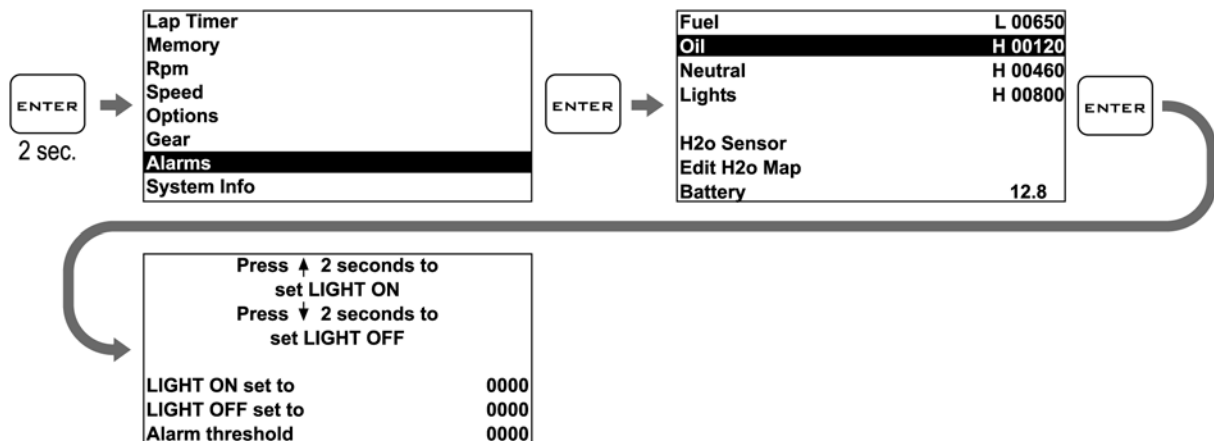 ENTER
2 sec.
Lap Timer
Memory
Rpm
Speed
Options
Gear
Alarms
System Info
ENTER
Fuel L 00650
Oil H 00120
Neutral H 00460
Lights H 00800
H2o Sensor
Edit H2o Map
Battery 12.8
ENTER
Press ↑ 2 seconds to
set LIGHT ON
Press ↓ 2 seconds to
set LIGHT OFF
LIGHT ON set to 0000
LIGHT OFF set to 0000
Alarm threshold 0000